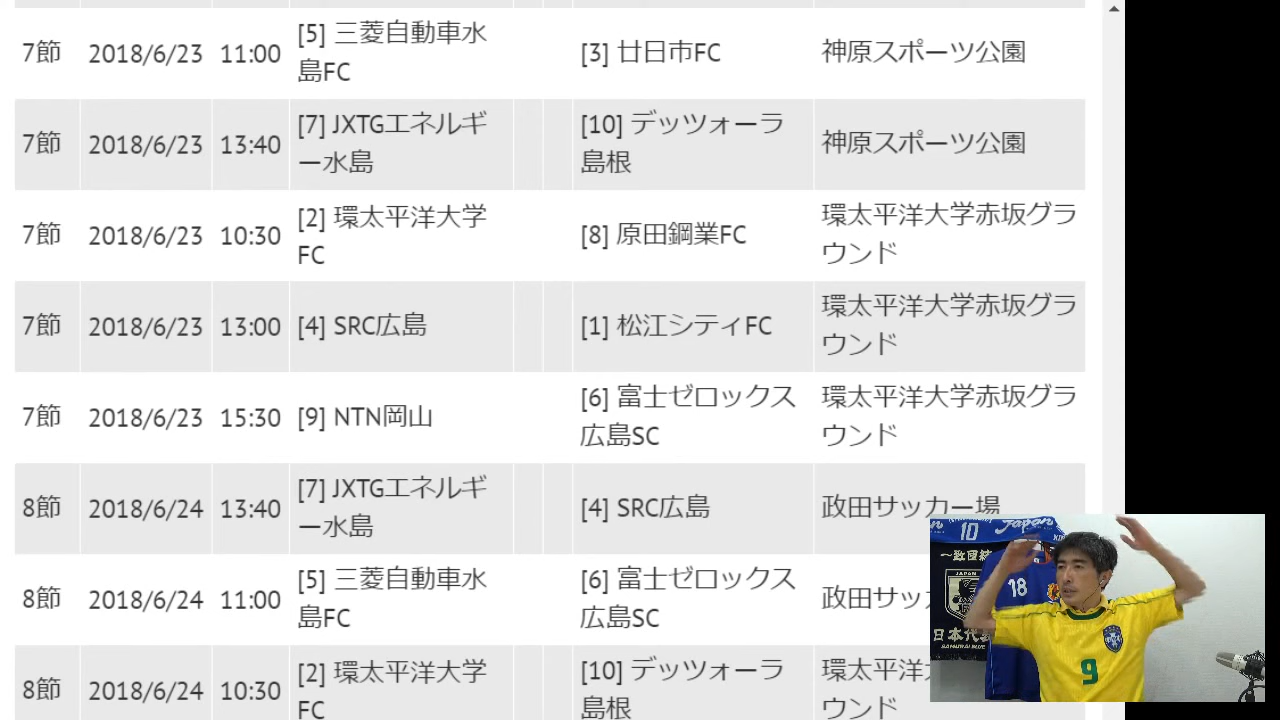 7節 2018/6/23 11:00 [5] 三菱自動車水 [3] 廿日市FC 神原スポーツ公園
島FC
7節 2018/6/23 13:40 [7] JXTGエネルギ [10] デッツォーラ 神原スポーツ公園
ー水島 島根
7節 2018/6/23 10:30 [2] 環太平洋大学 [8] 原田鋼業FC 環太平洋大学赤坂グラ
FC ウンド
7節 2018/6/23 13:00 [4] SRC広島 [1] 松江シティFC 環太平洋大学赤坂グラ
ウンド
7節 2018/6/23 15:30 [9] NTN岡山 [6] 富士ゼロックス 環太平洋大学赤坂グラ
広島SC ウンド
8節 2018/6/24 13:40 [7] JXTGエネルギ [4] SRC広島 政田サッカー場
ー水島
8節 2018/6/24 11:00 [5] 三菱自動車水 [6] 富士ゼロックス 政田サッ
島FC 広島SC
8節 2018/6/24 10:30 [2] 環太平洋大学 [10] デッツォーラ 環太平洋
FC 島根 ウンド
10 Japan
JAPAN
18
日本代表
SAMURAI BLUE
9